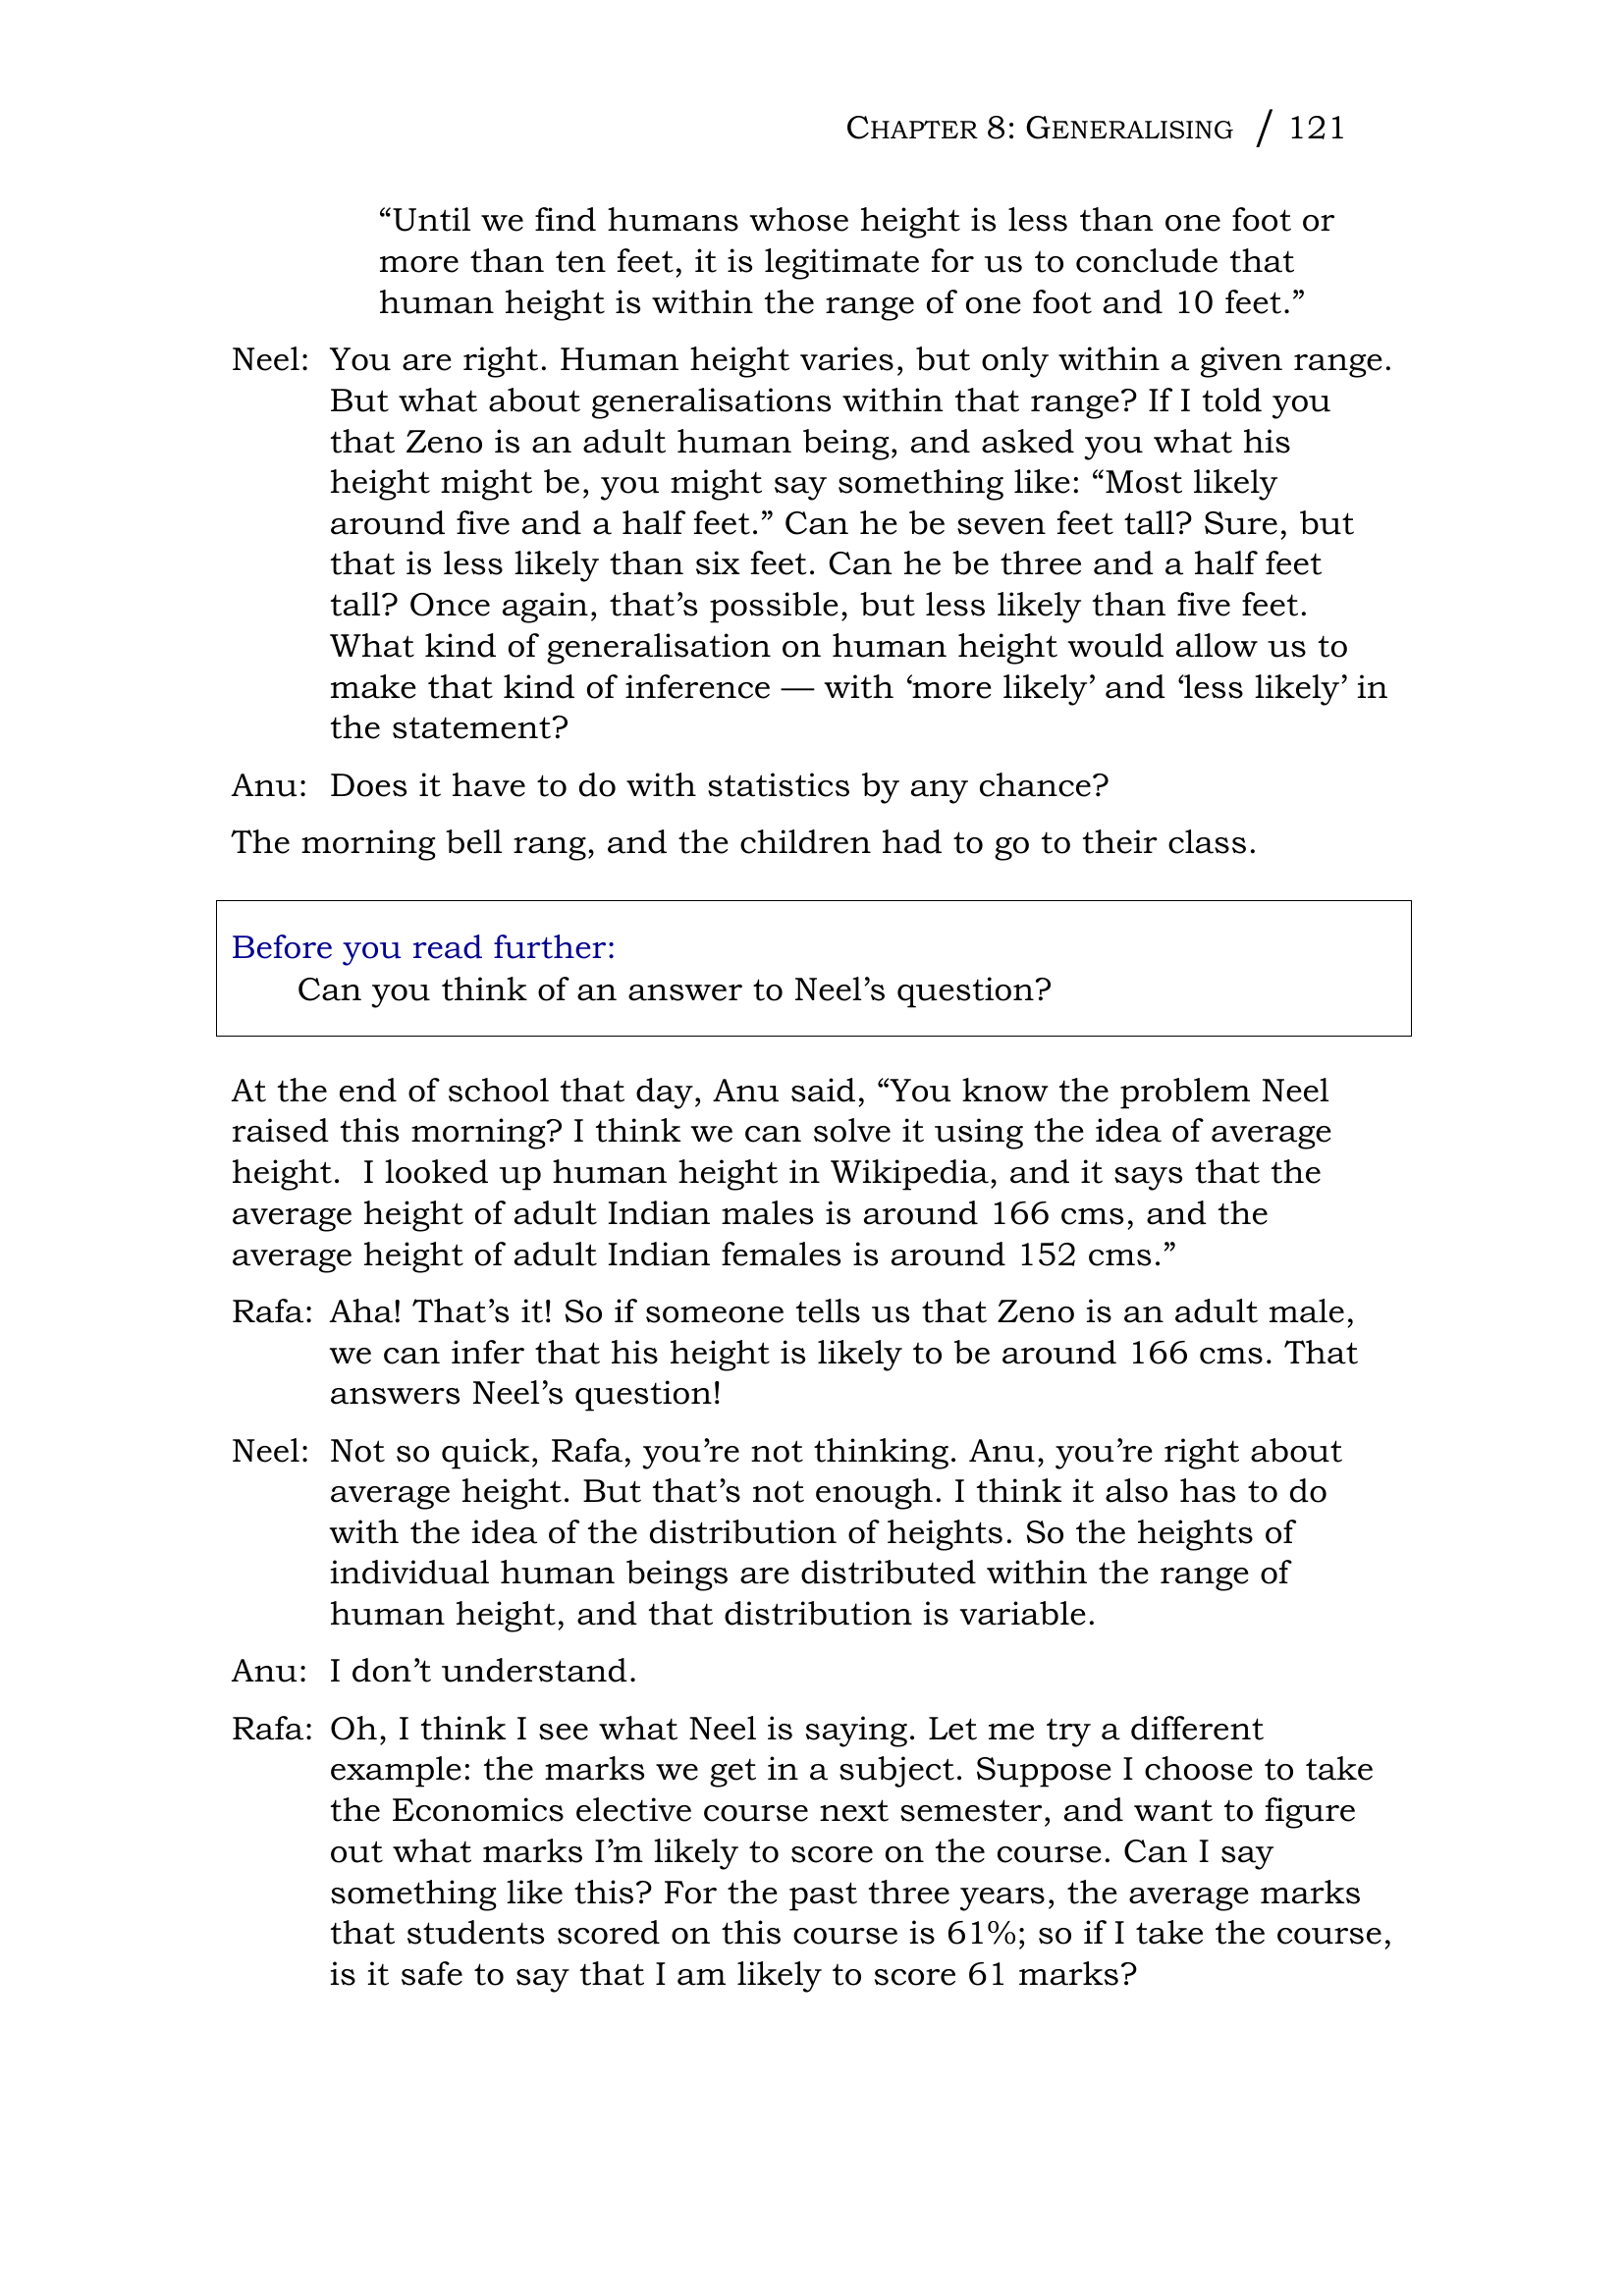 CHAPTER 8: GENERALISING / 121
“Until we find humans whose height is less than one foot or
more than ten feet, it is legitimate for us to conclude that
human height is within the range of one foot and 10 feet.”
Neel: You are right. Human height varies, but only within a given range.
But what about generalisations within that range? If I told you
that Zeno is an adult human being, and asked you what his
height might be, you might say something like: “Most likely
around five and a half feet.” Can he be seven feet tall? Sure, but
that is less likely than six feet. Can he be three and a half feet
tall? Once again, that’s possible, but less likely than five feet.
What kind of generalisation on human height would allow us to
make that kind of inference — with ‘more likely’ and ‘less likely’ in
the statement?
Anu: Does it have to do with statistics by any chance?
The morning bell rang, and the children had to go to their class.
Before you read further:
Can you think of an answer to Neel’s question?
At the end of school that day, Anu said, “You know the problem Neel
raised this morning? I think we can solve it using the idea of average
height. I looked up human height in Wikipedia, and it says that the
average height of adult Indian males is around 166 cms, and the
average height of adult Indian females is around 152 cms.”
Rafa: Aha! That’s it! So if someone tells us that Zeno is an adult male,
we can infer that his height is likely to be around 166 cms. That
answers Neel’s question!
Neel: Not so quick, Rafa, you’re not thinking. Anu, you’re right about
average height. But that’s not enough. I think it also has to do
with the idea of the distribution of heights. So the heights of
individual human beings are distributed within the range of
human height, and that distribution is variable.
Anu: I don’t understand.
Rafa: Oh, I think I see what Neel is saying. Let me try a different
example: the marks we get in a subject. Suppose I choose to take
the Economics elective course next semester, and want to figure
out what marks I’m likely to score on the course. Can I say
something like this? For the past three years, the average marks
that students scored on this course is 61%; so if I take the course,
is it safe to say that I am likely to score 61 marks?